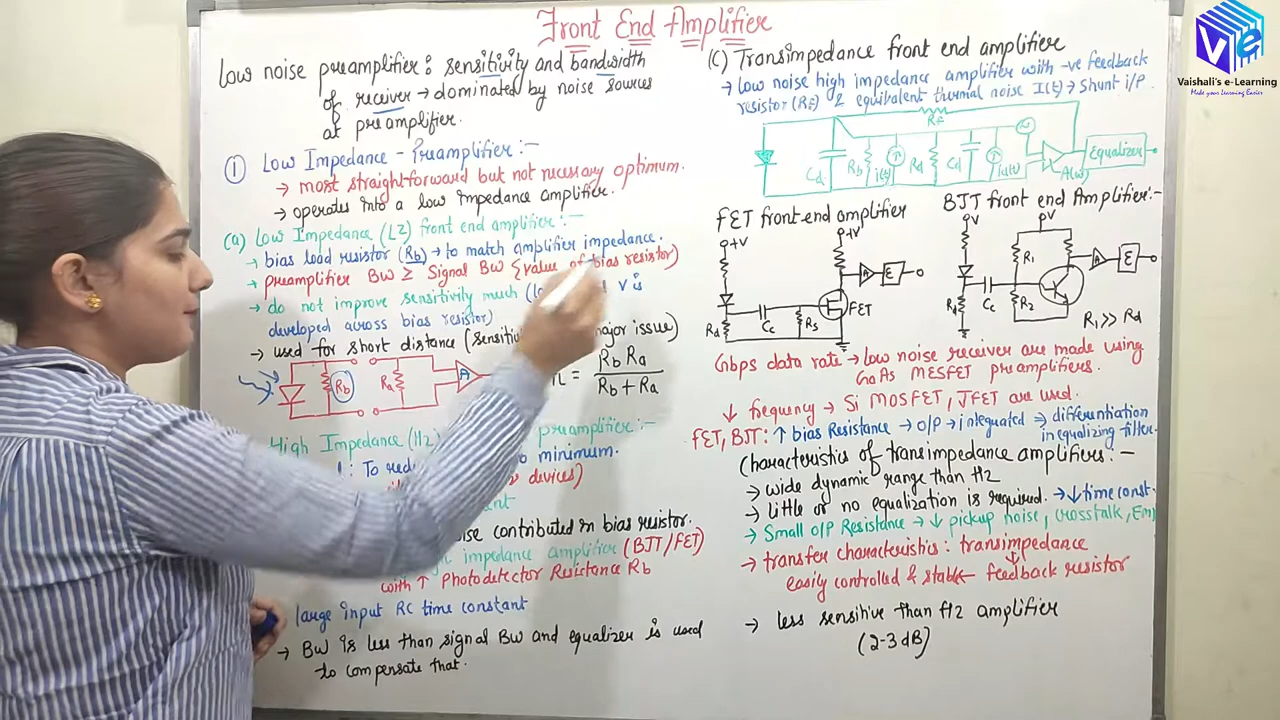 Front End Amplifier
Low noise preamplifier: sensitivity and bandwidth
of receiver → dominated by noise sources
at preamplifier.
① Low Impedance - Preamplifier:-
→ most straightforward but not necessary optimum.
→ operates into a low impedance amplifier.
(a) Low Impedance (LZ) front end amplifier:-
→ bias load resistor (Rb) → to match amplifier impedance.
→ preamplifier BW ≥ Signal BW {value of bias resistor)
→ do not improve sensitivity much ( V is
developed across bias resistor)
→ used for short distance (sensiti major issue)
Rb
Ra
A
= Rb Ra
Rb + Ra
High Impedance (HZ) preamplifier:-
: To red minimum.
devices)
contributed in bias resistor.
impedance amplifier (BJT/FET)
with ↑ Photodetector Resistance Rb
large input RC time constant
→ BW is less than signal BW and equalizer is used
to compensate that.
(C) Transimpedance front end amplifier
→ low noise high impedance amplifier with -ve feedback
resistor (RF) & equivalent thermal noise I(t) → Shunt i/p.
RF
Cd
Rb
i(t)
Ra
Cd
ia(t)
A(ω)
Equalizer
FET front end amplifier
+V
+V
A
E
FET
Rd
Cc
Rs
BJT front end Amplifier:-
V
V
R1
A
E
Cc
Rd
R2
R1 >> Rd
Gbps data rate → low noise receiver are made using
GaAs MESFET preamplifiers.
↓ frequency → Si MOSFET, JFET are used.
FET, BJT: ↑ bias Resistance → O/P → integrated ⇒ differentiation
in equalizing filter.
Characteristics of transimpedance amplifiers:-
→ wide dynamic range than HZ
→ Little or no equalization is required. → ↓ time const.
→ Small O/P Resistance → ↓ pickup noise, crosstalk, EMI
→ transfer characteristics: transimpedance
↓
easily controlled & stable ← feedback resistor
→ less sensitive than HZ amplifier
(2-3 dB)
Ve
Vaishali's e-Learning
Make your Learning Easier